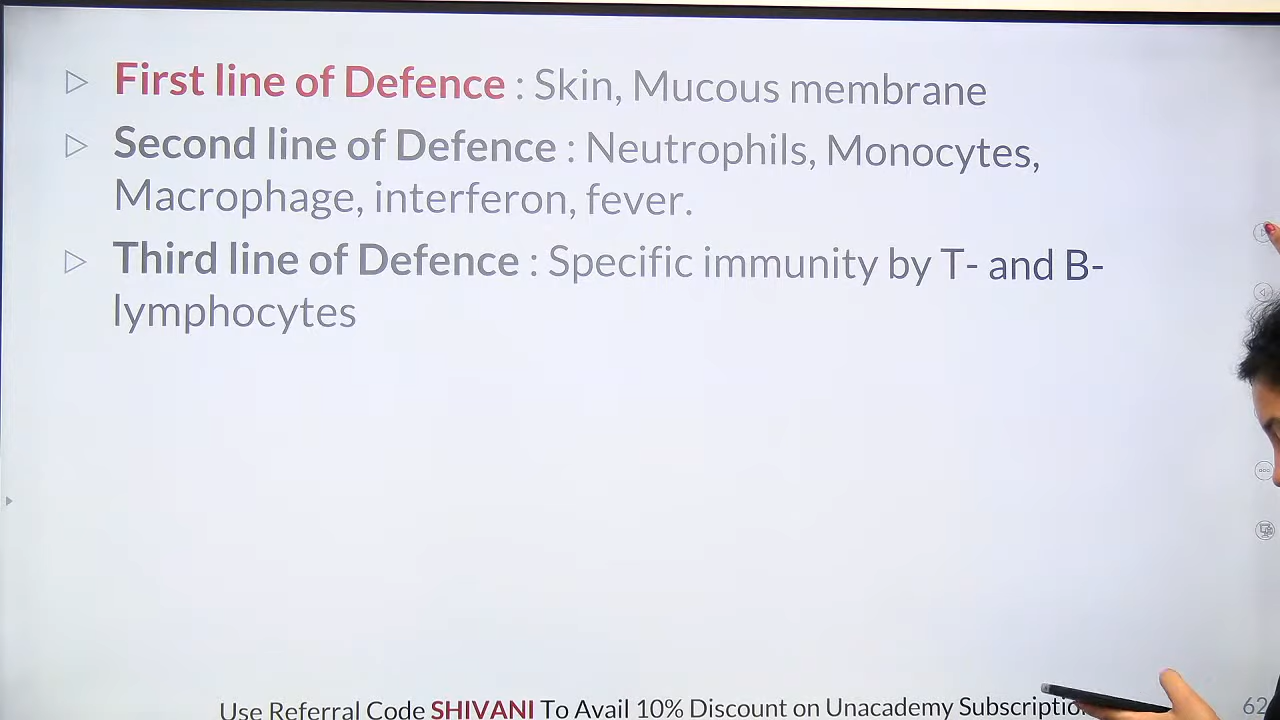 First line of Defence : Skin, Mucous membrane
Second line of Defence : Neutrophils, Monocytes,
Macrophage, interferon, fever.
Third line of Defence : Specific immunity by T- and B-
lymphocytes
Use Referral Code SHIVANI To Avail 10% Discount on Unacademy
62